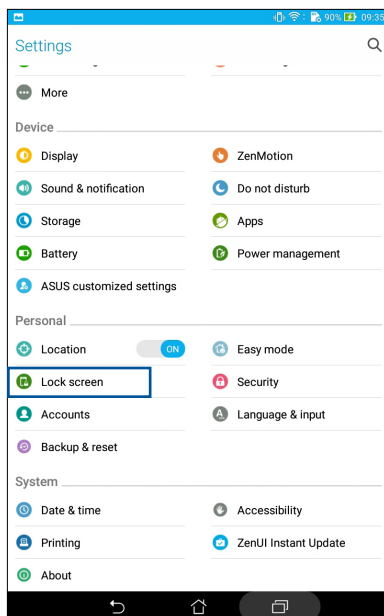 90% 09:35
Settings
More
Device
Display
ZenMotion
Sound & notification
Do not disturb
Storage
Apps
Battery
Power management
ASUS customized settings
Personal
Location ON
Easy mode
Lock screen
Security
Accounts
Language & input
Backup & reset
System
Date & time
Accessibility
Printing
ZenUI Instant Update
About